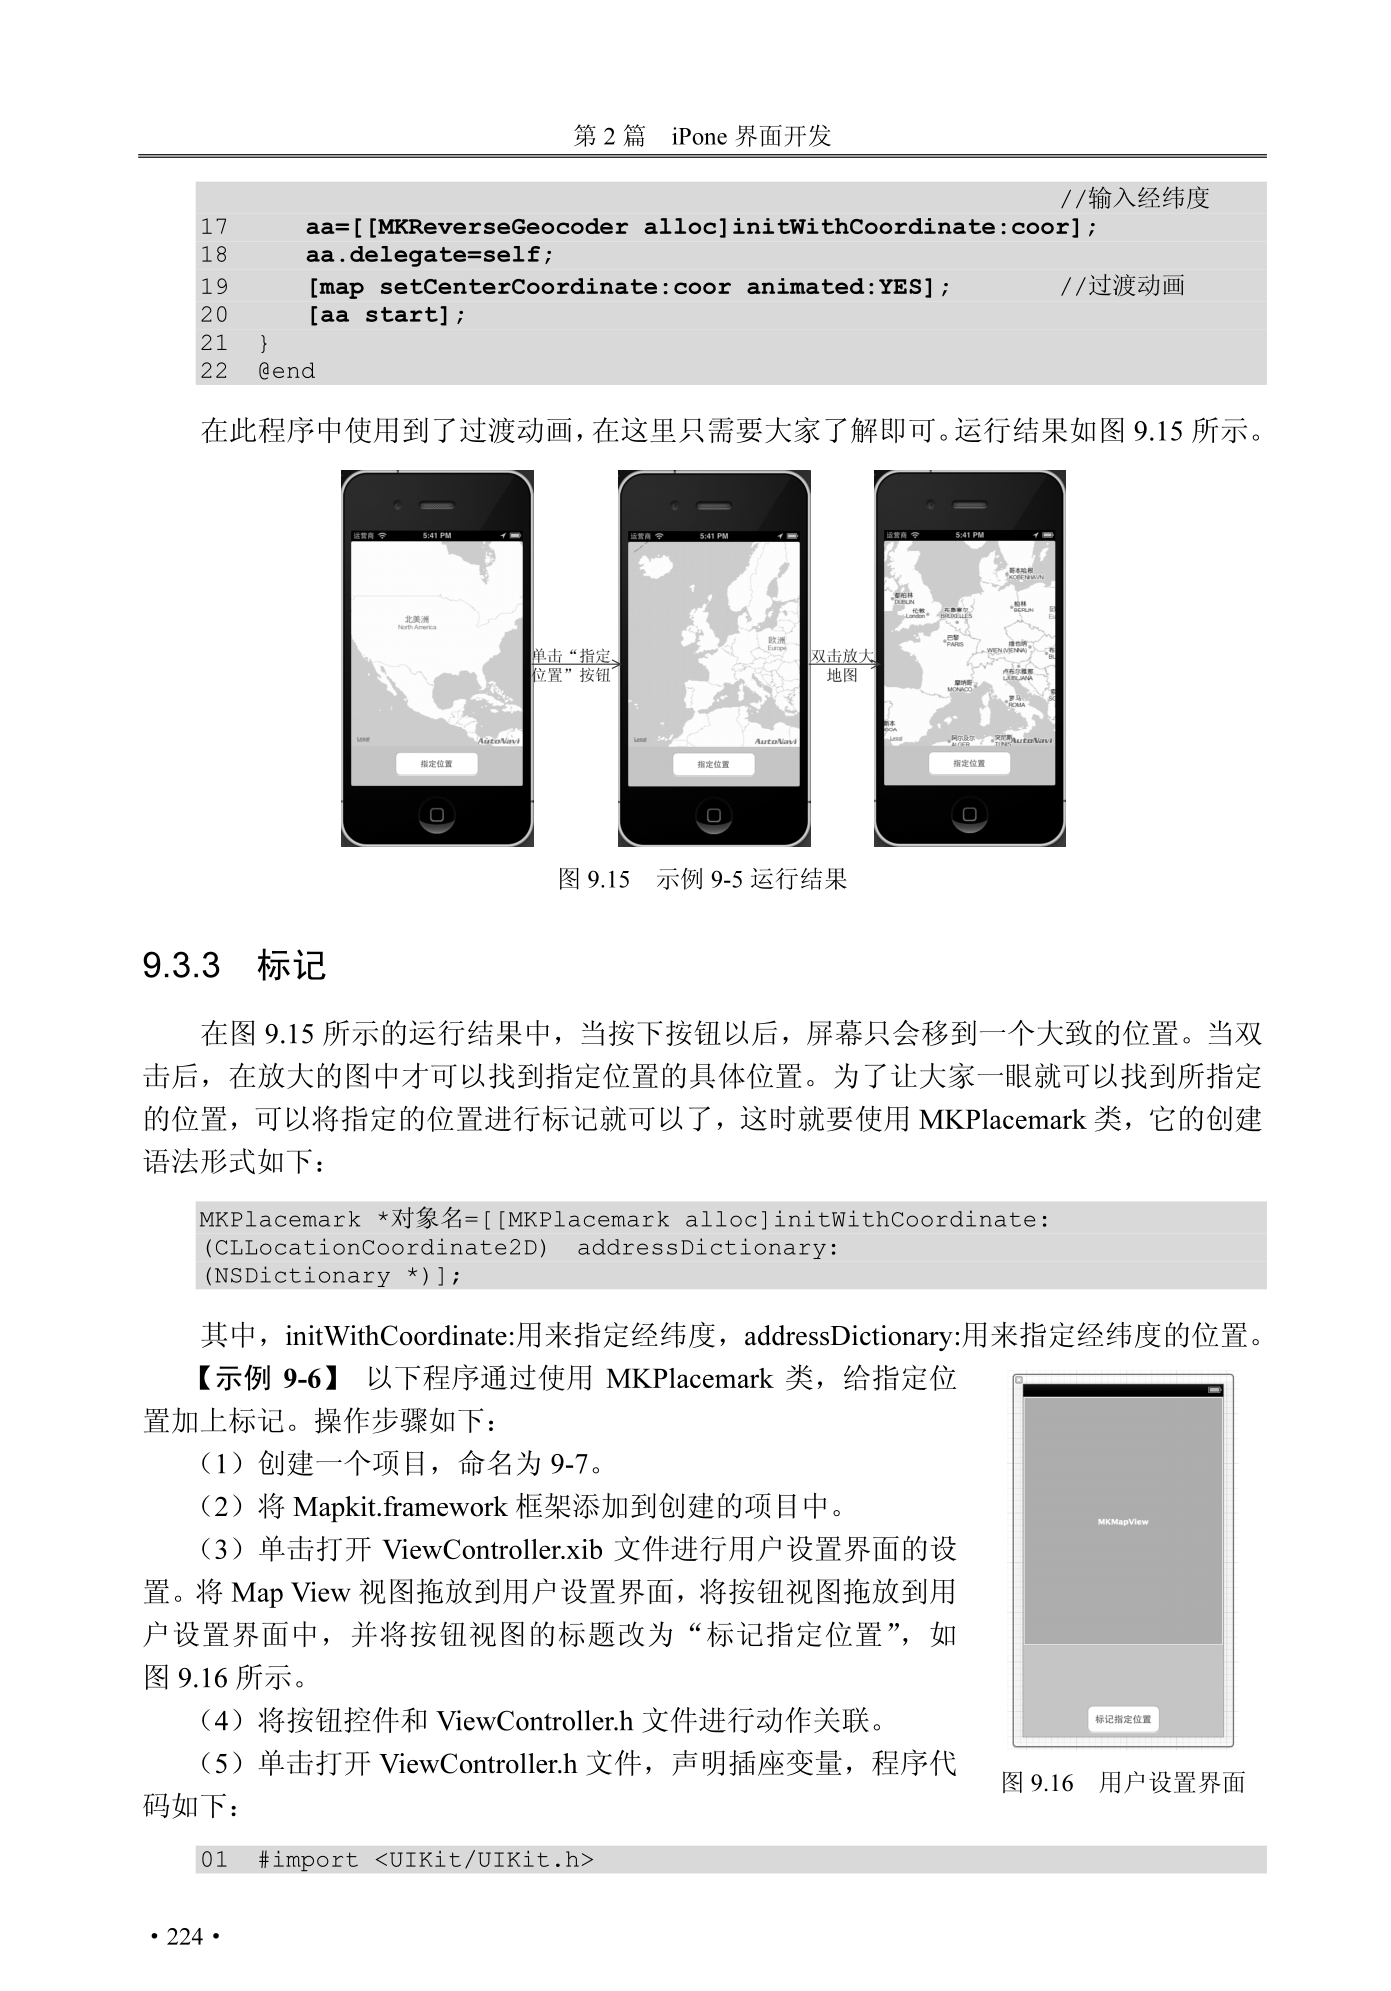 第 2 篇　iPone 界面开发
//输入经纬度
17     aa=[[MKReverseGeocoder alloc]initWithCoordinate:coor];
18     aa.delegate=self;
19     [map setCenterCoordinate:coor animated:YES];     //过渡动画
20     [aa start];
21  }
22  @end
在此程序中使用到了过渡动画，在这里只需要大家了解即可。运行结果如图 9.15 所示。
运营商 5:41 PM
北美洲
North America
Legal AutoNavi
指定位置
单击“指定
位置”按钮
运营商 5:41 PM
欧洲
Europe
Legal AutoNavi
指定位置
双击放大
地图
运营商 5:41 PM
哥本哈根
KOBENHAVN
都柏林
DUBLIN
伦敦
London
布鲁塞尔
BRUXELLES
柏林
BERLIN
巴黎
PARIS
维也纳
WIEN (VIENNA)
卢布尔雅那
LJUBLJANA
摩纳哥
MONACO
罗马
ROMA
阿尔及尔
ALGER
突尼斯
TUNIS
Legal AutoNavi
指定位置
图 9.15　示例 9-5 运行结果
9.3.3　标记
在图 9.15 所示的运行结果中，当按下按钮以后，屏幕只会移到一个大致的位置。当双
击后，在放大的图中才可以找到指定位置的具体位置。为了让大家一眼就可以找到所指定
的位置，可以将指定的位置进行标记就可以了，这时就要使用 MKPlacemark 类，它的创建
语法形式如下：
MKPlacemark *对象名=[[MKPlacemark alloc]initWithCoordinate:
(CLLocationCoordinate2D)  addressDictionary:
(NSDictionary *)];
其中，initWithCoordinate:用来指定经纬度，addressDictionary:用来指定经纬度的位置。
【示例 9-6】 以下程序通过使用 MKPlacemark 类，给指定位
置加上标记。操作步骤如下：
（1）创建一个项目，命名为 9-7。
（2）将 Mapkit.framework 框架添加到创建的项目中。
（3）单击打开 ViewController.xib 文件进行用户设置界面的设
置。将 Map View 视图拖放到用户设置界面，将按钮视图拖放到用
户设置界面中，并将按钮视图的标题改为“标记指定位置”，如
图 9.16 所示。
（4）将按钮控件和 ViewController.h 文件进行动作关联。
（5）单击打开 ViewController.h 文件，声明插座变量，程序代
码如下：
MKMapView
标记指定位置
图 9.16　用户设置界面
01  #import <UIKit/UIKit.h>
· 224 ·